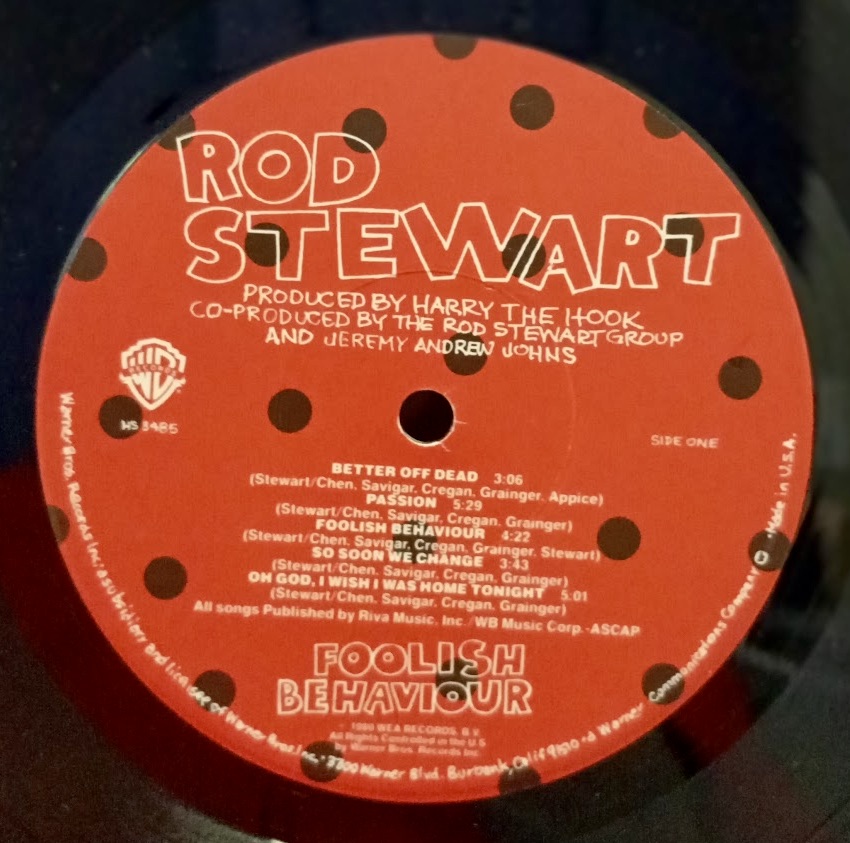 ROD
STEWART
PRODUCED BY HARRY THE HOOK
CO-PRODUCED BY THE ROD STEWART GROUP
AND JEREMY ANDREW JOHNS
WB
RECORDS
HS 3485
SIDE ONE
BETTER OFF DEAD 3:06
(Stewart/Chen, Savigar, Cregan, Grainger, Appice)
PASSION 5:29
(Stewart/Chen, Savigar, Cregan, Grainger)
FOOLISH BEHAVIOUR 4:22
(Stewart/Chen, Savigar, Cregan, Grainger, Stewart)
SO SOON WE CHANGE 3:43
(Stewart/Chen, Savigar, Cregan, Grainger)
OH GOD, I WISH I WAS HOME TONIGHT 5:01
(Stewart/Chen, Savigar, Cregan, Grainger)
All songs Published by Riva Music, Inc./WB Music Corp.-ASCAP
FOOLISH
BEHAVIOUR
1980 WEA RECORDS, B.V.
All Rights Controlled in the U.S.
by Warner Bros. Records Inc.
Warner Bros. Records Inc. a subsidiary and licensee of Warner Bros. Inc. • 3300 Warner Blvd. Burbank, Calif 91510 • a Warner Communications Company • Made in U.S.A.